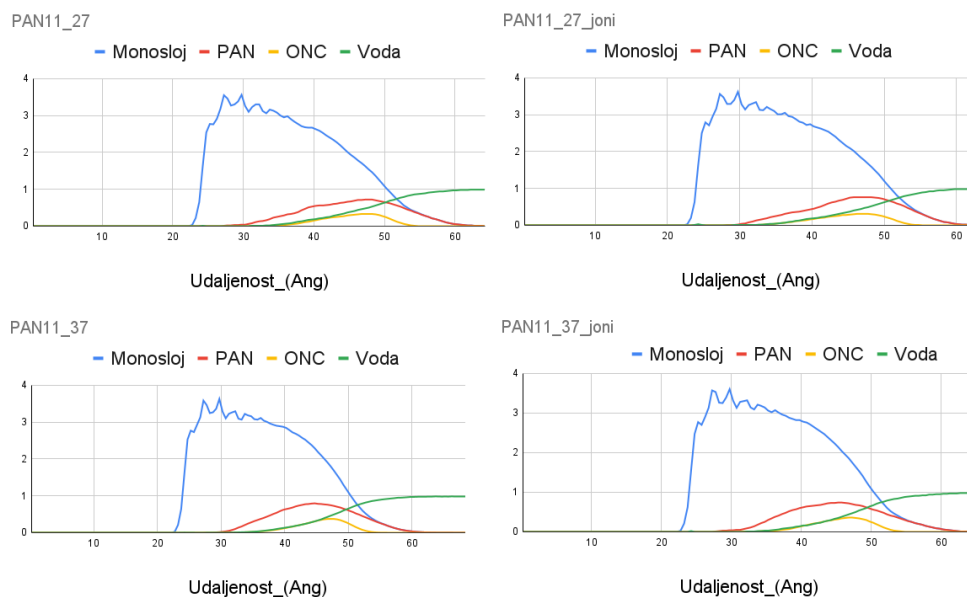 PAN11_27
Monosloj PAN ONC Voda
4
3
2
1
0
10 20 30 40 50 60
Udaljenost_(Ang)
PAN11_27_joni
Monosloj PAN ONC Voda
4
3
2
1
0
10 20 30 40 50 60
Udaljenost_(Ang)
PAN11_37
Monosloj PAN ONC Voda
4
3
2
1
0
10 20 30 40 50 60
Udaljenost_(Ang)
PAN11_37_joni
Monosloj PAN ONC Voda
4
3
2
1
0
10 20 30 40 50 60
Udaljenost_(Ang)